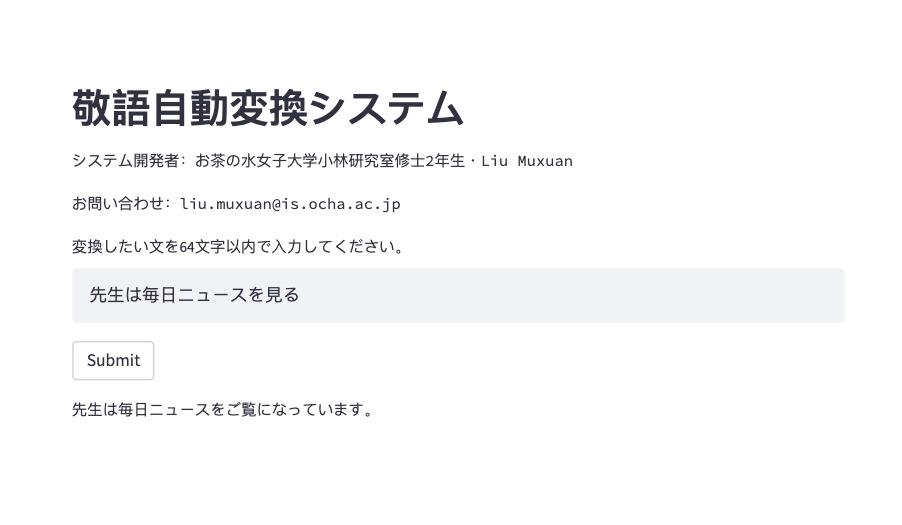 敬語自動変換システム
システム開発者: お茶の水女子大学小林研究室修士2年生・Liu Muxuan
お問い合わせ: liu.muxuan@is.ocha.ac.jp
変換したい文を64文字以内で入力してください。
先生は毎日ニュースを見る
Submit
先生は毎日ニュースをご覧になっています。